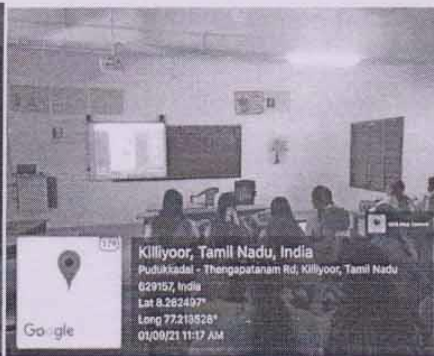 179
Google
Killiyoor, Tamil Nadu, India
Pudukkadai - Thengapatanam Rd, Killiyoor, Tamil Nadu
629157, India
Lat 8.262497°
Long 77.213528°
01/09/21 11:17 AM